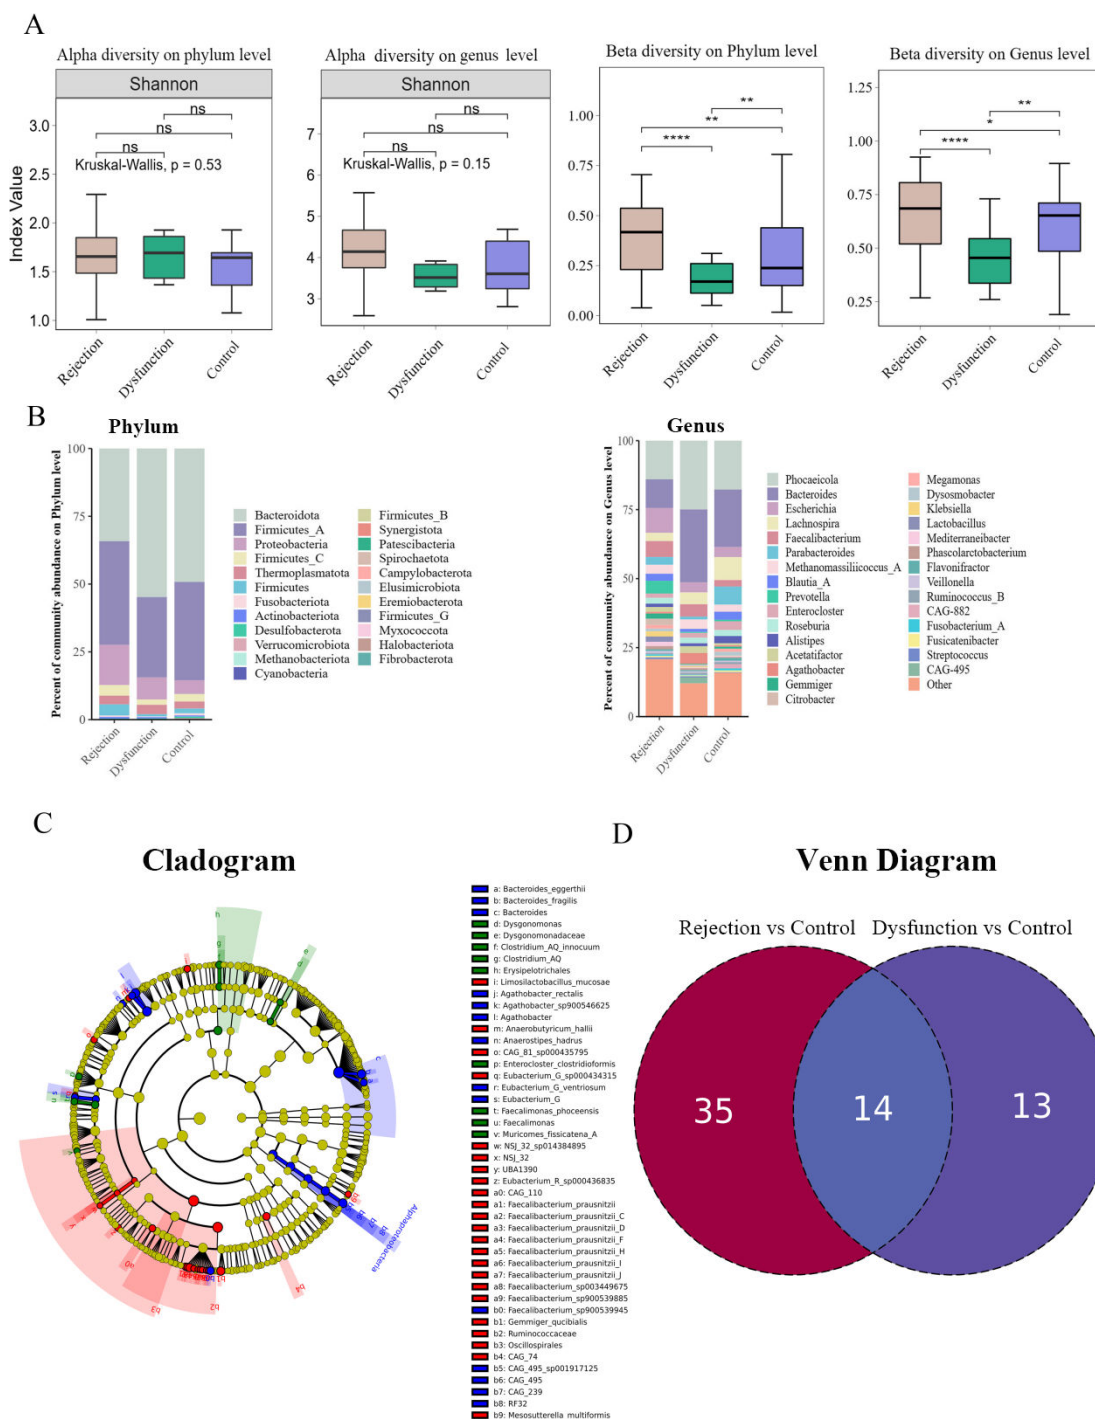 A
Alpha diversity on phylum level
Shannon
ns
ns
ns
Kruskal-Wallis, p = 0.53
Index Value
3.0
2.5
2.0
1.5
1.0
Rejection
Dysfunction
Control
Alpha diversity on genus level
Shannon
ns
ns
ns
Kruskal-Wallis, p = 0.15
7
6
5
4
3
Rejection
Dysfunction
Control
Beta diversity on Phylum level
**
**
****
1.00
0.75
0.50
0.25
0.00
Rejection
Dysfunction
Control
Beta diversity on Genus level
**
*
****
1.25
1.00
0.75
0.50
0.25
Rejection
Dysfunction
Control
B
Phylum
Percent of community abundance on Phylum level
100
50
25
0
Rejection
Dysfunction
Control
Bacteroidota
Firmicutes_A
Proteobacteria
Firmicutes_C
Thermoplasmatota
Firmicutes
Fusobacteriota
Actinobacteriota
Desulfobacterota
Verrucomicrobiota
Methanobacteriota
Cyanobacteria
Firmicutes_B
Synergistota
Patescibacteria
Spirochaetota
Campylobacterota
Elusimicrobiota
Eremiobacterota
Firmicutes_G
Myxococcota
Halobacteriota
Fibrobacterota
Genus
Percent of community abundance on Genus level
100
75
50
25
0
Rejection
Dysfunction
Control
Phocaeicola
Bacteroides
Escherichia
Lachnospira
Faecalibacterium
Parabacteroides
Methanomassiliicoccus_A
Blautia_A
Prevotella
Enterocloster
Roseburia
Alistipes
Acetatifactor
Agathobacter
Gemmiger
Citrobacter
Megamonas
Dysosmobacter
Klebsiella
Lactobacillus
Mediterraneibacter
Phascolarctobacterium
Flavonifractor
Veillonella
Ruminococcus_B
CAG-882
Fusobacterium_A
Fusicatenibacter
Streptococcus
CAG-495
Other
C
Cladogram
h
g
e
c
u s
b3
b2
b4
b7
b8
Alphaproteobacteria
a: Bacteroides_eggerthii
b: Bacteroides_fragilis
c: Bacteroides
d: Dysgonomonas
e: Dysgonomonadaceae
f: Clostridium_AQ_innocuum
g: Clostridium_AQ
h: Erysipelotrichales
i: Limosilactobacillus_mucosae
j: Agathobacter_rectalis
k: Agathobacter_sp900546625
l: Agathobacter
m: Anaerobutyricum_hallii
n: Anaerostipes_hadrus
o: CAG_81_sp000435795
p: Enterocloster_clostridioformis
q: Eubacterium_G_sp000434315
r: Eubacterium_G_ventriosum
s: Eubacterium_G
t: Faecalimonas_phoceensis
u: Faecalimonas
v: Muricomes_fissicatena_A
w: NSJ_32_sp014384895
x: NSJ_32
y: UBA1390
z: Eubacterium_R_sp000436835
a0: CAG_110
a1: Faecalibacterium_prausnitzii
a2: Faecalibacterium_prausnitzii_C
a3: Faecalibacterium_prausnitzii_D
a4: Faecalibacterium_prausnitzii_F
a5: Faecalibacterium_prausnitzii_H
a6: Faecalibacterium_prausnitzii_I
a7: Faecalibacterium_prausnitzii_J
a8: Faecalibacterium_sp003449675
a9: Faecalibacterium_sp900539885
b0: Faecalibacterium_sp900539945
b1: Gemmiger_qucibialis
b2: Ruminococcaceae
b3: Oscillospirales
b4: CAG_74
b5: CAG_495_sp001917125
b6: CAG_495
b7: CAG_239
b8: RF32
b9: Mesosutterella_multiformis
D
Venn Diagram
Rejection vs Control
Dysfunction vs Control
35
14
13